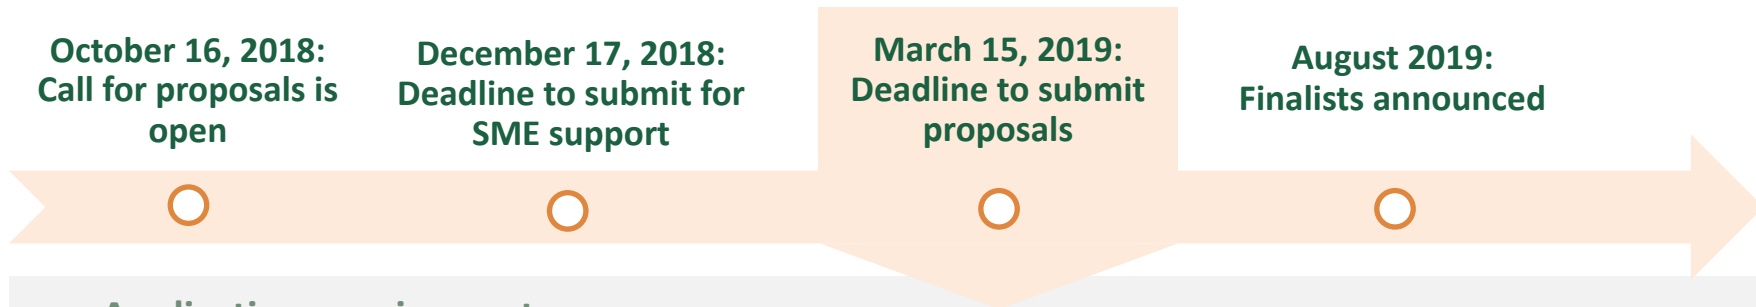 October 16, 2018:
Call for proposals is
open
December 17, 2018:
Deadline to submit for
SME support
March 15, 2019:
Deadline to submit
proposals
August 2019:
Finalists announced